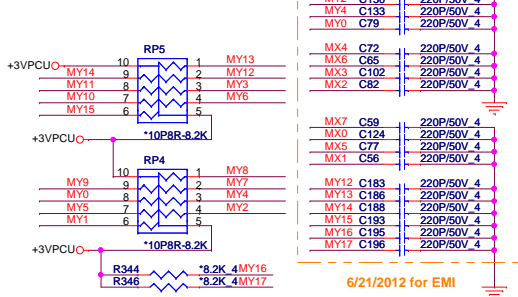 MY2 C136 220P/50V_4
MY4 C133 220P/50V_4
MY0 C79 220P/50V_4
RP5
MX4 C72 220P/50V_4
+3VPCU 10 1 MY13 MX6 C65 220P/50V_4
MY14 9 2 MY12 MX3 C102 220P/50V_4
MY11 8 3 MY3 MX2 C82 220P/50V_4
MY10 7 4 MY6
MY15 6 5
MX7 C59 220P/50V_4
+3VPCU *10P8R-8.2K MX0 C124 220P/50V_4
MX5 C77 220P/50V_4
RP4 MX1 C56 220P/50V_4
10 1 MY8
MY9 9 2 MY7 MY12 C183 220P/50V_4
MY0 8 3 MY4 MY13 C186 220P/50V_4
MY5 7 4 MY2 MY14 C188 220P/50V_4
MY1 6 5 MY15 C193 220P/50V_4
MY16 C195 220P/50V_4
+3VPCU *10P8R-8.2K MY17 C196 220P/50V_4
R344 *8.2K_4 MY16
R346 *8.2K_4 MY17
6/21/2012 for EMI